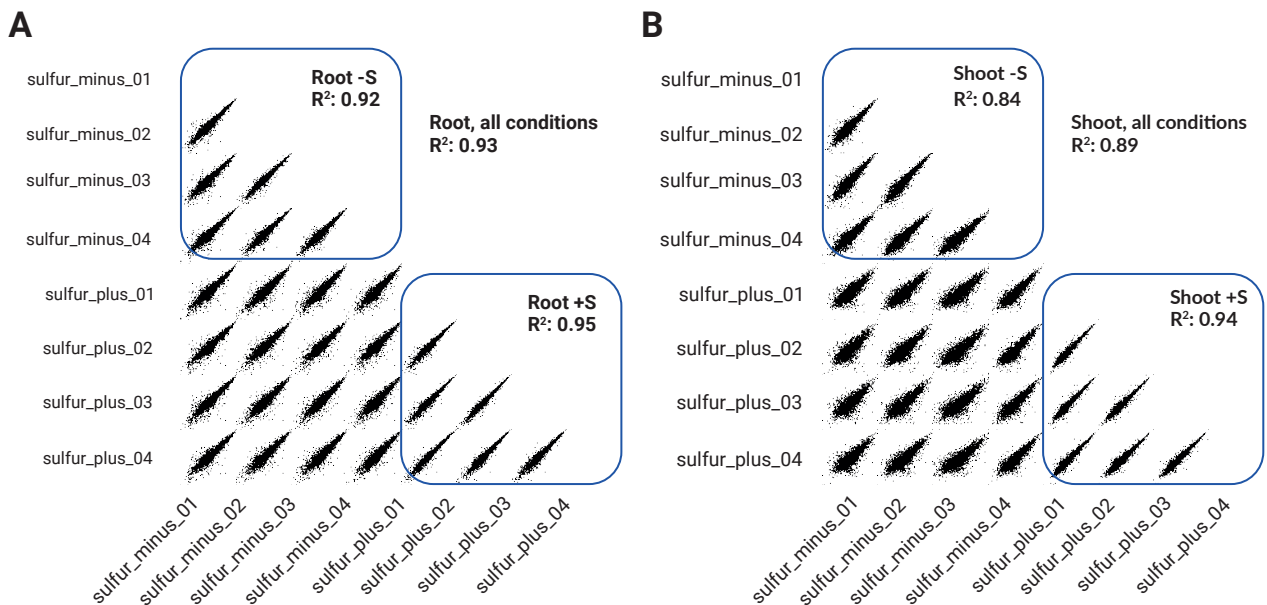 A
sulfur_minus_01
sulfur_minus_02
sulfur_minus_03
sulfur_minus_04
sulfur_plus_01
sulfur_plus_02
sulfur_plus_03
sulfur_plus_04
Root -S
R²: 0.92
Root, all conditions
R²: 0.93
Root +S
R²: 0.95
sulfur_minus_01
sulfur_minus_02
sulfur_minus_03
sulfur_minus_04
sulfur_plus_01
sulfur_plus_02
sulfur_plus_03
sulfur_plus_04
B
sulfur_minus_01
sulfur_minus_02
sulfur_minus_03
sulfur_minus_04
sulfur_plus_01
sulfur_plus_02
sulfur_plus_03
sulfur_plus_04
Shoot -S
R²: 0.84
Shoot, all conditions
R²: 0.89
Shoot +S
R²: 0.94
sulfur_minus_01
sulfur_minus_02
sulfur_minus_03
sulfur_minus_04
sulfur_plus_01
sulfur_plus_02
sulfur_plus_03
sulfur_plus_04